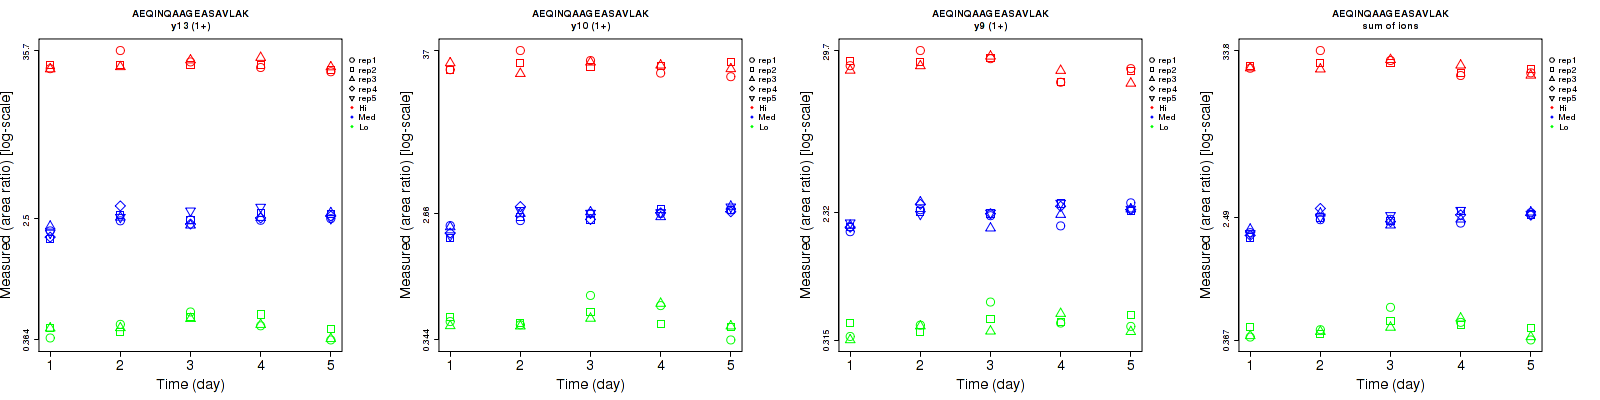 AEQINQAAGEASAVLAK
y13 (1+)
Measured (area ratio) [log-scale]
35.7
2.5
0.364
1 2 3 4 5
Time (day)
rep1
rep2
rep3
rep4
rep5
Hi
Med
Lo
AEQINQAAGEASAVLAK
y10 (1+)
Measured (area ratio) [log-scale]
37
2.66
0.344
1 2 3 4 5
Time (day)
rep1
rep2
rep3
rep4
rep5
Hi
Med
Lo
AEQINQAAGEASAVLAK
y9 (1+)
Measured (area ratio) [log-scale]
29.7
2.32
0.315
1 2 3 4 5
Time (day)
rep1
rep2
rep3
rep4
rep5
Hi
Med
Lo
AEQINQAAGEASAVLAK
sum of ions
Measured (area ratio) [log-scale]
33.8
2.49
0.367
1 2 3 4 5
Time (day)
rep1
rep2
rep3
rep4
rep5
Hi
Med
Lo